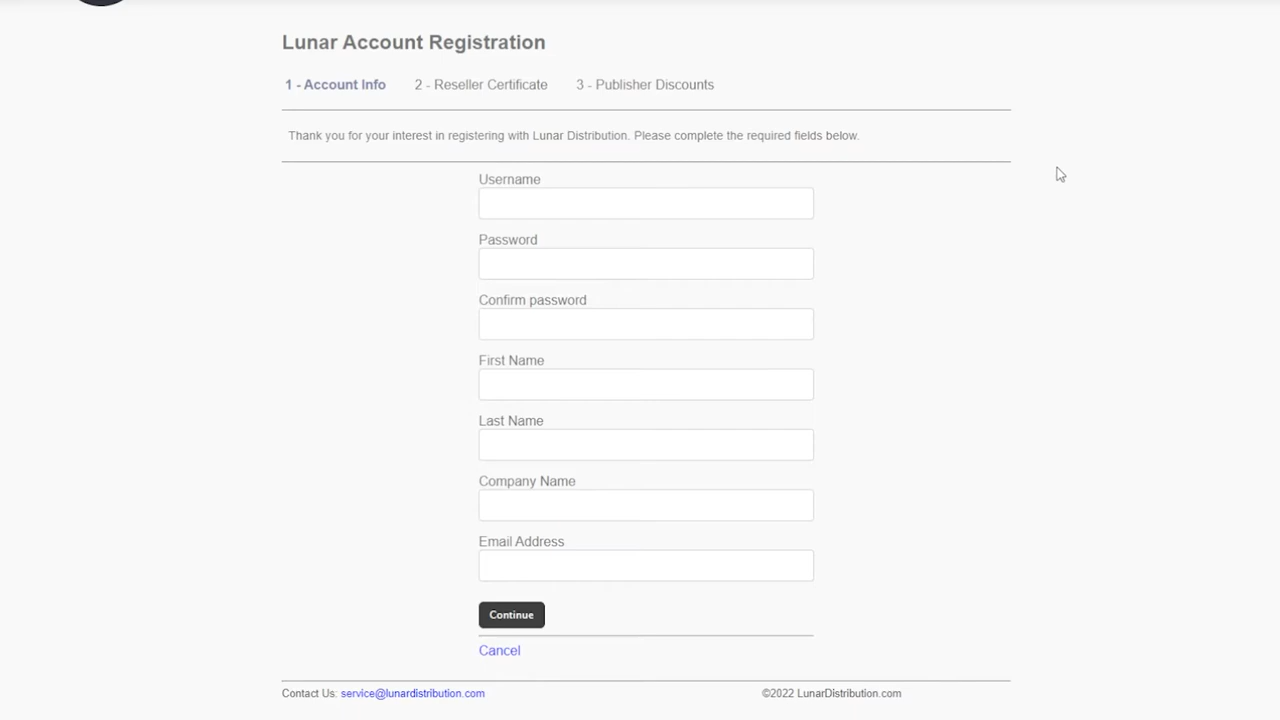 Lunar Account Registration
1 - Account Info 2 - Reseller Certificate 3 - Publisher Discounts
Thank you for your interest in registering with Lunar Distribution. Please complete the required fields below.
Username
Password
Confirm password
First Name
Last Name
Company Name
Email Address
Continue
Cancel
Contact Us: service@lunardistribution.com ©2022 LunarDistribution.com